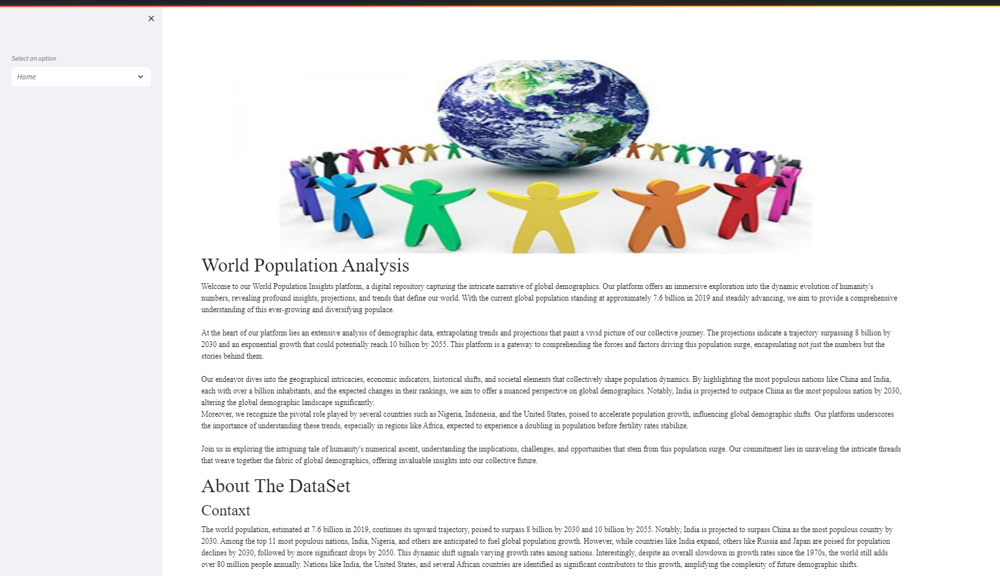 Select an option
Home
World Population Analysis
Welcome to our World Population Insights platform, a digital repository capturing the intricate narrative of global demographics. Our platform offers an immersive exploration into the dynamic evolution of humanity's
numbers, revealing profound insights, projections, and trends that define our world. With the current global population standing at approximately 7.6 billion in 2019 and steadily advancing, we aim to provide a comprehensive
understanding of this ever-growing and diversifying populace.
At the heart of our platform lies an extensive analysis of demographic data, extrapolating trends and projections that paint a vivid picture of our collective journey. The projections indicate a trajectory surpassing 8 billion by
2030 and an exponential growth that could potentially reach 10 billion by 2055. This platform is a gateway to comprehending the forces and factors driving this population surge, encapsulating not just the numbers but the
stories behind them.
Our endeavor dives into the geographical intricacies, economic indicators, historical shifts, and societal elements that collectively shape population dynamics. By highlighting the most populous nations like China and India,
each with over a billion inhabitants, and the expected changes in their rankings, we aim to offer a nuanced perspective on global demographics. Notably, India is projected to outpace China as the most populous nation by 2030,
altering the global demographic landscape significantly.
Moreover, we recognize the pivotal role played by several countries such as Nigeria, Indonesia, and the United States, poised to accelerate population growth, influencing global demographic shifts. Our platform underscores
the importance of understanding these trends, especially in regions like Africa, expected to experience a doubling in population before fertility rates stabilize.
Join us in exploring the intriguing tale of humanity's numerical ascent, understanding the implications, challenges, and opportunities that stem from this population surge. Our commitment lies in unraveling the intricate threads
that weave together the fabric of global demographics, offering invaluable insights into our collective future.
About The DataSet
Contaxt
The world population, estimated at 7.6 billion in 2019, continues its upward trajectory, poised to surpass 8 billion by 2030 and 10 billion by 2055. Notably, India is projected to surpass China as the most populous country by
2030. Among the top 11 most populous nations, India, Nigeria, and others are anticipated to fuel global population growth. However, while countries like India expand, others like Russia and Japan are poised for population
declines by 2030, followed by more significant drops by 2050. This dynamic shift signals varying growth rates among nations. Interestingly, despite an overall slowdown in growth rates since the 1970s, the world still adds
over 80 million people annually. Nations like India, the United States, and several African countries are identified as significant contributors to this growth, amplifying the complexity of future demographic shifts.